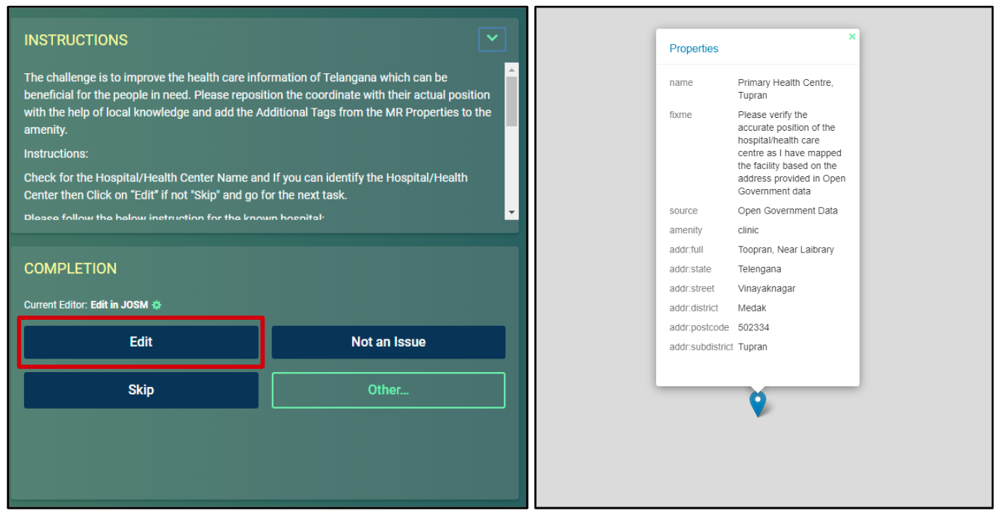 INSTRUCTIONS
The challenge is to improve the health care information of Telangana which can be
beneficial for the people in need. Please reposition the coordinate with their actual position
with the help of local knowledge and add the Additional Tags from the MR Properties to the
amenity.
Instructions:
Check for the Hospital/Health Center Name and If you can identify the Hospital/Health
Center then Click on “Edit” if not "Skip" and go for the next task.
Please follow the below instruction for the known hospital:
COMPLETION
Current Editor: Edit in JOSM
Edit
Not an Issue
Skip
Other...
Properties
name Primary Health Centre,
Tupran
fixme Please verify the
accurate position of the
hospital/health care
centre as I have mapped
the facility based on the
address provided in Open
Government data
source Open Government Data
amenity clinic
addr:full Toopran, Near Laibrary
addr:state Telengana
addr:street Vinayaknagar
addr:district Medak
addr:postcode 502334
addr:subdistrict Tupran